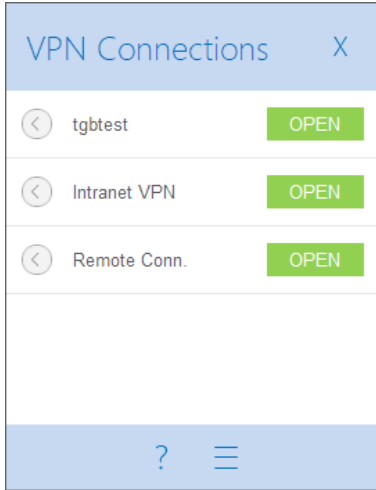 VPN Connections X
tgbtest OPEN
Intranet VPN OPEN
Remote Conn. OPEN
?